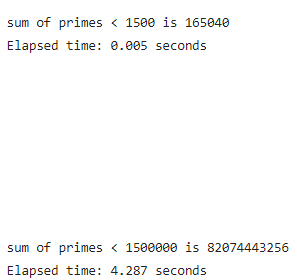 sum of primes < 1500 is 165040
Elapsed time: 0.005 seconds
sum of primes < 1500000 is 82074443256
Elapsed time: 4.287 seconds